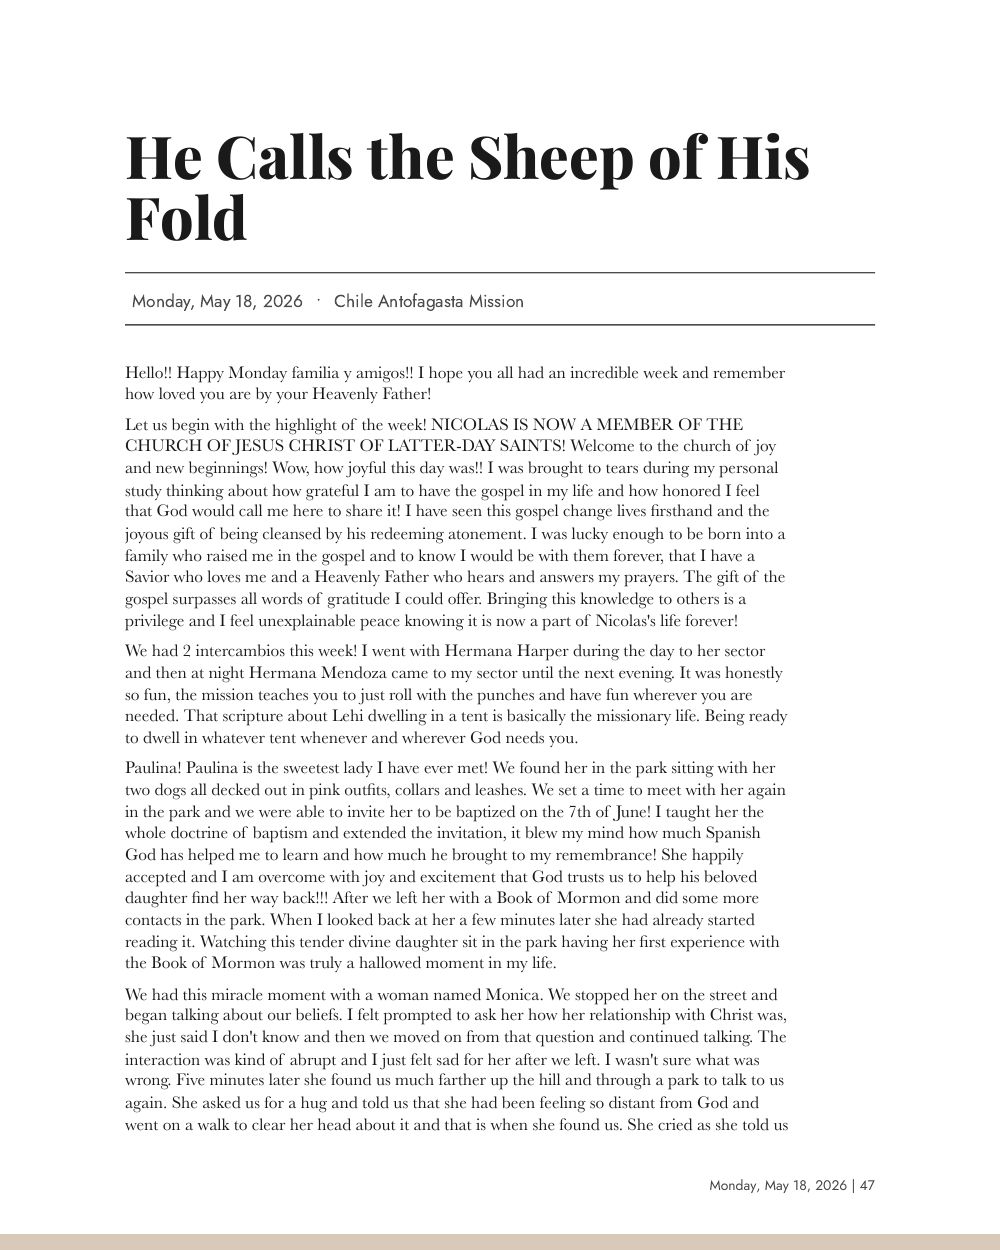 He Calls the Sheep of His
Fold
Monday, May 18, 2026 · Chile Antofagasta Mission
Hello!! Happy Monday familia y amigos!! I hope you all had an incredible week and remember
how loved you are by your Heavenly Father!
Let us begin with the highlight of the week! NICOLAS IS NOW A MEMBER OF THE
CHURCH OF JESUS CHRIST OF LATTER-DAY SAINTS! Welcome to the church of joy
and new beginnings! Wow, how joyful this day was!! I was brought to tears during my personal
study thinking about how grateful I am to have the gospel in my life and how honored I feel
that God would call me here to share it! I have seen this gospel change lives firsthand and the
joyous gift of being cleansed by his redeeming atonement. I was lucky enough to be born into a
family who raised me in the gospel and to know I would be with them forever, that I have a
Savior who loves me and a Heavenly Father who hears and answers my prayers. The gift of the
gospel surpasses all words of gratitude I could offer. Bringing this knowledge to others is a
privilege and I feel unexplainable peace knowing it is now a part of Nicolas's life forever!
We had 2 intercambios this week! I went with Hermana Harper during the day to her sector
and then at night Hermana Mendoza came to my sector until the next evening. It was honestly
so fun, the mission teaches you to just roll with the punches and have fun wherever you are
needed. That scripture about Lehi dwelling in a tent is basically the missionary life. Being ready
to dwell in whatever tent whenever and wherever God needs you.
Paulina! Paulina is the sweetest lady I have ever met! We found her in the park sitting with her
two dogs all decked out in pink outfits, collars and leashes. We set a time to meet with her again
in the park and we were able to invite her to be baptized on the 7th of June! I taught her the
whole doctrine of baptism and extended the invitation, it blew my mind how much Spanish
God has helped me to learn and how much he brought to my remembrance! She happily
accepted and I am overcome with joy and excitement that God trusts us to help his beloved
daughter find her way back!!! After we left her with a Book of Mormon and did some more
contacts in the park. When I looked back at her a few minutes later she had already started
reading it. Watching this tender divine daughter sit in the park having her first experience with
the Book of Mormon was truly a hallowed moment in my life.
We had this miracle moment with a woman named Monica. We stopped her on the street and
began talking about our beliefs. I felt prompted to ask her how her relationship with Christ was,
she just said I don't know and then we moved on from that question and continued talking. The
interaction was kind of abrupt and I just felt sad for her after we left. I wasn't sure what was
wrong. Five minutes later she found us much farther up the hill and through a park to talk to us
again. She asked us for a hug and told us that she had been feeling so distant from God and
went on a walk to clear her head about it and that is when she found us. She cried as she told us
Monday, May 18, 2026 | 47